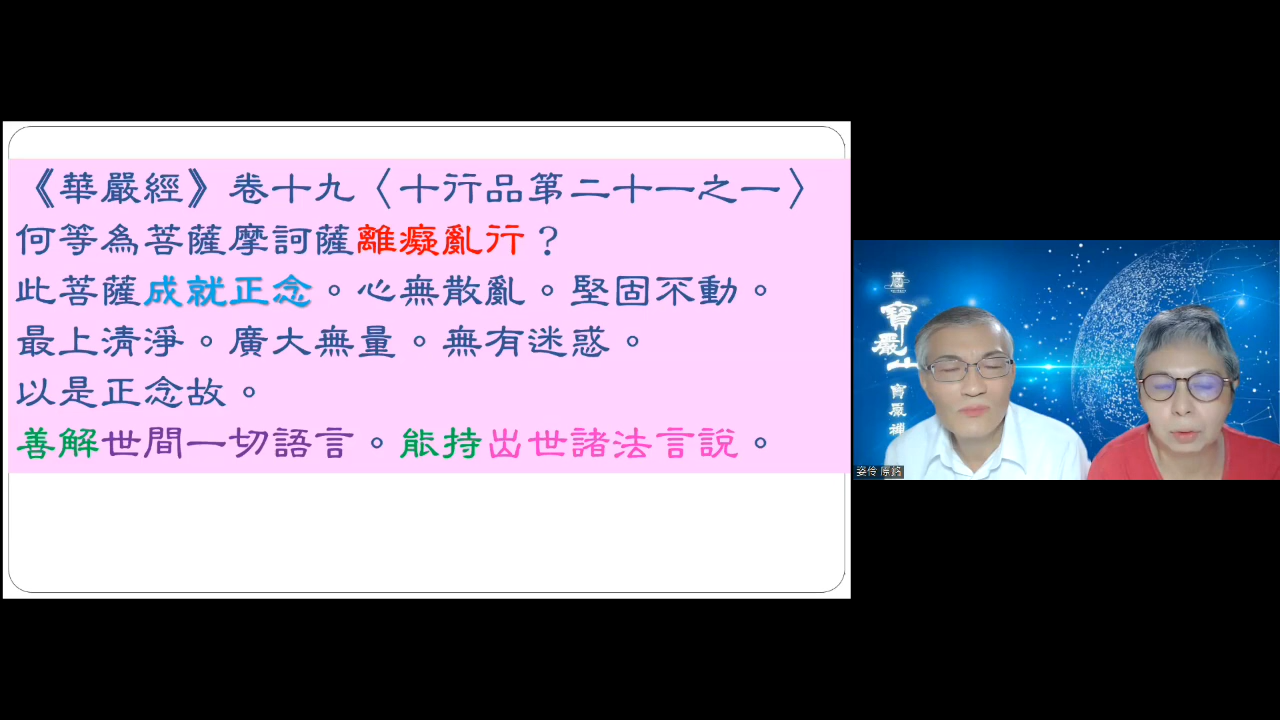 《華嚴經》卷十九〈十行品第二十一之一〉
何等為菩薩摩訶薩離癡亂行？
此菩薩成就正念。心無散亂。堅固不動。
最上清淨。廣大無量。無有迷惑。
以是正念故。
善解世間一切語言。能持出世諸法言說。
寶嚴山
寶嚴禪